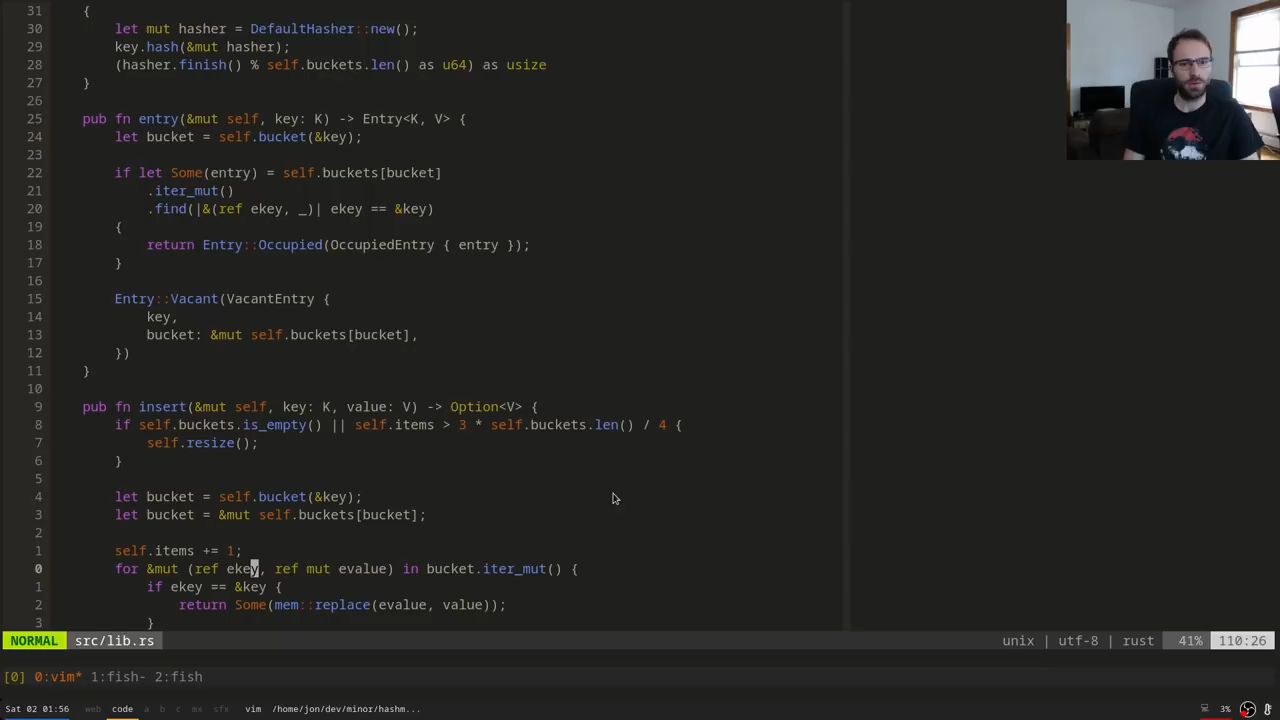 31 {
30 let mut hasher = DefaultHasher::new();
29 key.hash(&mut hasher);
28 (hasher.finish() % self.buckets.len() as u64) as usize
27 }
26
25 pub fn entry(&mut self, key: K) -> Entry<K, V> {
24 let bucket = self.bucket(&key);
23
22 if let Some(entry) = self.buckets[bucket]
21 .iter_mut()
20 .find(|&(ref ekey, _)| ekey == &key)
19 {
18 return Entry::Occupied(OccupiedEntry { entry });
17 }
16
15 Entry::Vacant(VacantEntry {
14 key,
13 bucket: &mut self.buckets[bucket],
12 })
11 }
10
9 pub fn insert(&mut self, key: K, value: V) -> Option<V> {
8 if self.buckets.is_empty() || self.items > 3 * self.buckets.len() / 4 {
7 self.resize();
6 }
5
4 let bucket = self.bucket(&key);
3 let bucket = &mut self.buckets[bucket];
2
1 self.items += 1;
0 for &mut (ref ekey, ref mut evalue) in bucket.iter_mut() {
1 if ekey == &key {
2 return Some(mem::replace(evalue, value));
3 }
NORMAL src/lib.rs unix | utf-8 | rust 41% 110:26
[0] 0:vim* 1:fish- 2:fish
Sat 02 01:56 web code a b c mx sfx vim /home/jon/dev/minor/hashm... 3%